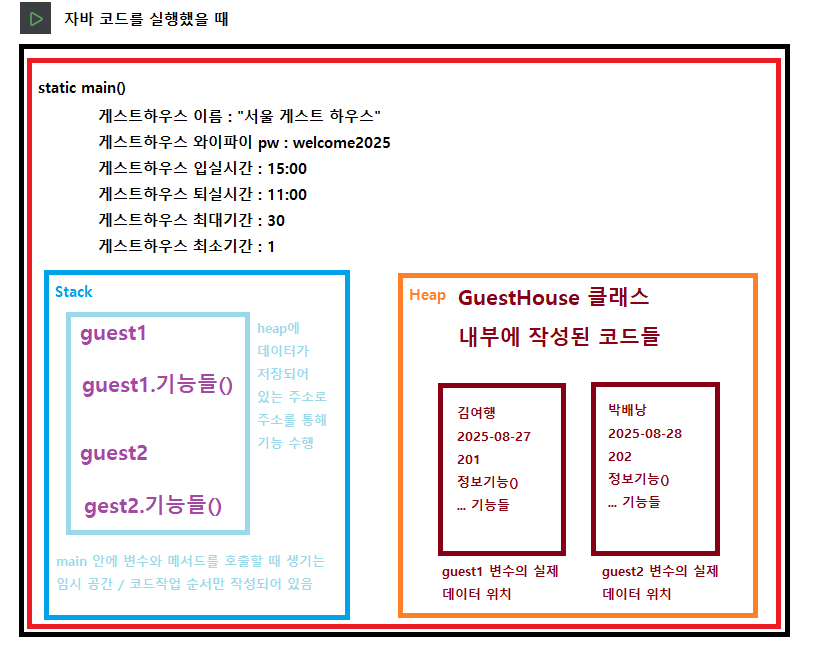 자바 코드를 실행했을 때
static main()
게스트하우스 이름 : "서울 게스트 하우스"
게스트하우스 와이파이 pw : welcome2025
게스트하우스 입실시간 : 15:00
게스트하우스 퇴실시간 : 11:00
게스트하우스 최대기간 : 30
게스트하우스 최소기간 : 1
Stack
guest1
guest1.기능들()
guest2
gest2.기능들()
heap에
데이터가
저장되어
있는 주소로
주소를 통해
기능 수행
main 안에 변수와 메서드를 호출할 때 생기는
임시 공간 / 코드작업 순서만 작성되어 있음
Heap
GuestHouse 클래스
내부에 작성된 코드들
김여행
2025-08-27
201
정보기능()
... 기능들
guest1 변수의 실제
데이터 위치
박배낭
2025-08-28
202
정보기능()
... 기능들
guest2 변수의 실제
데이터 위치